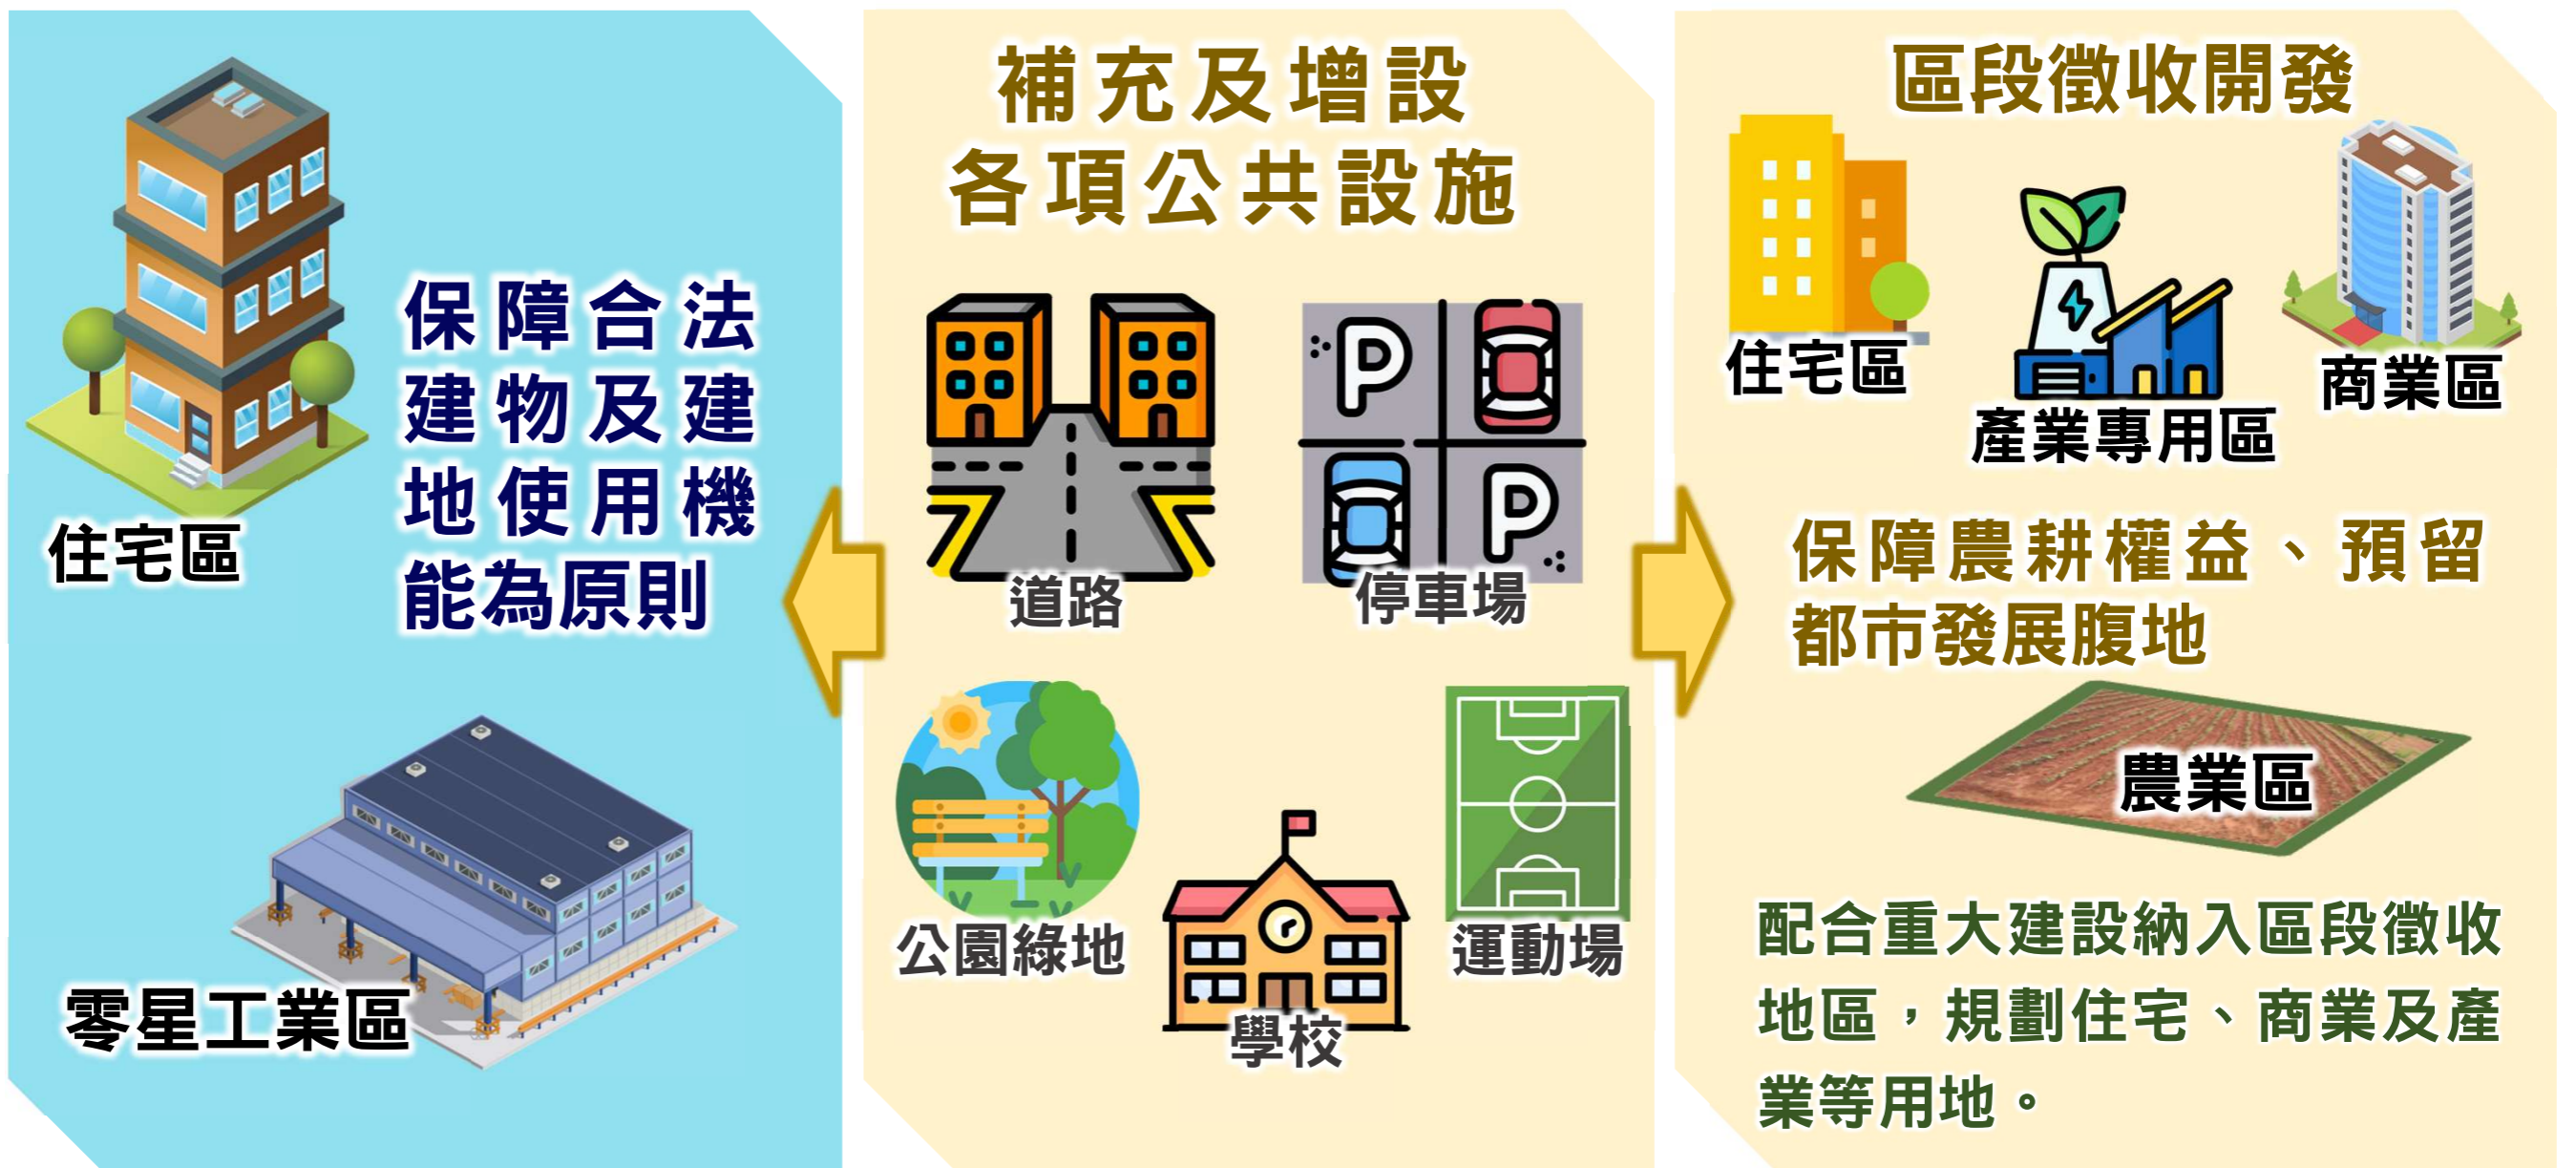 保障合法
建物及建
地使用機
能為原則
住宅區
零星工業區
補充及增設
各項公共設施
P
P
道路
停車場
公園綠地
運動場
學校
區段徵收開發
住宅區
產業專用區
商業區
保障農耕權益、預留
都市發展腹地
農業區
配合重大建設納入區段徵收
地區，規劃住宅、商業及產
業等用地。